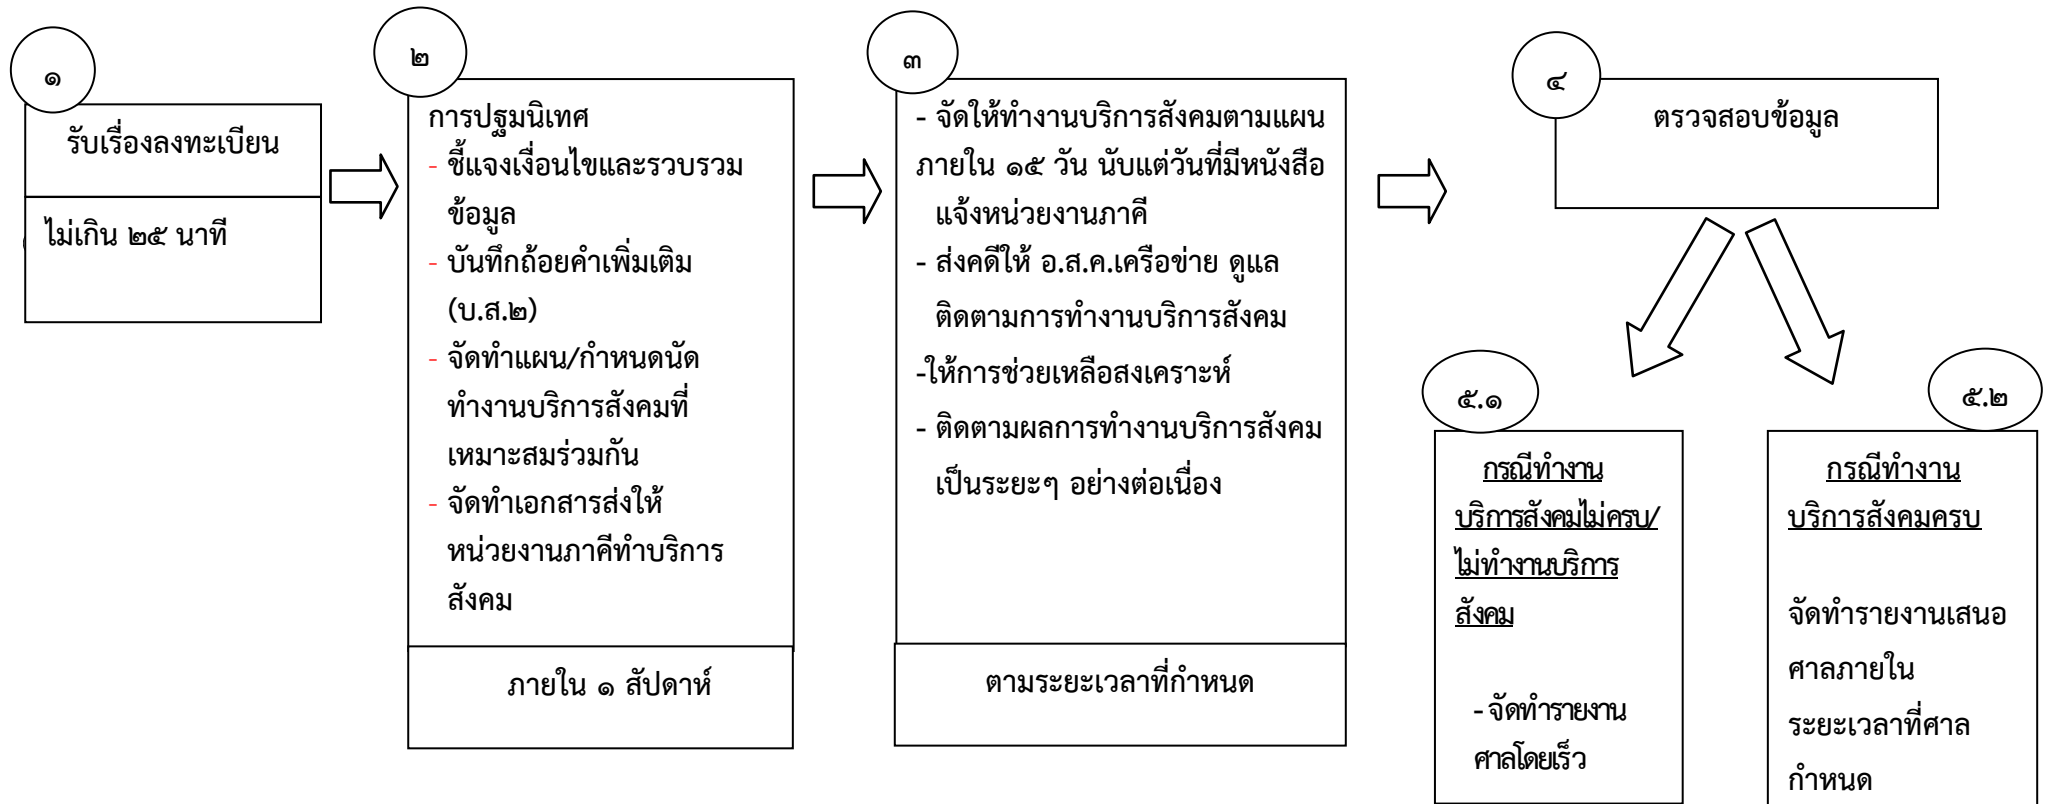 ๑
รับเรื่องลงทะเบียน
ไม่เกิน ๒๕ นาที
๒
การปฐมนิเทศ
- ชี้แจงเงื่อนไขและรวบรวม
ข้อมูล
- บันทึกถ้อยคำเพิ่มเติม
(บ.ส.๒)
- จัดทำแผน/กำหนดนัด
ทำงานบริการสังคมที่
เหมาะสมร่วมกัน
- จัดทำเอกสารส่งให้
หน่วยงานภาคีทำบริการ
สังคม
ภายใน ๑ สัปดาห์
๓
- จัดให้ทำงานบริการสังคมตามแผน
ภายใน ๑๕ วัน นับแต่วันที่มีหนังสือ
แจ้งหน่วยงานภาคี
- ส่งคดีให้ อ.ส.ค.เครือข่าย ดูแล
ติดตามการทำงานบริการสังคม
-ให้การช่วยเหลือสงเคราะห์
- ติดตามผลการทำงานบริการสังคม
เป็นระยะๆ อย่างต่อเนื่อง
ตามระยะเวลาที่กำหนด
๔
ตรวจสอบข้อมูล
๕.๑
กรณีทำงาน
บริการสังคมไม่ครบ/
ไม่ทำงานบริการ
สังคม
- จัดทำรายงาน
ศาลโดยเร็ว
๕.๒
กรณีทำงาน
บริการสังคมครบ
จัดทำรายงานเสนอ
ศาลภายใน
ระยะเวลาที่ศาล
กำหนด